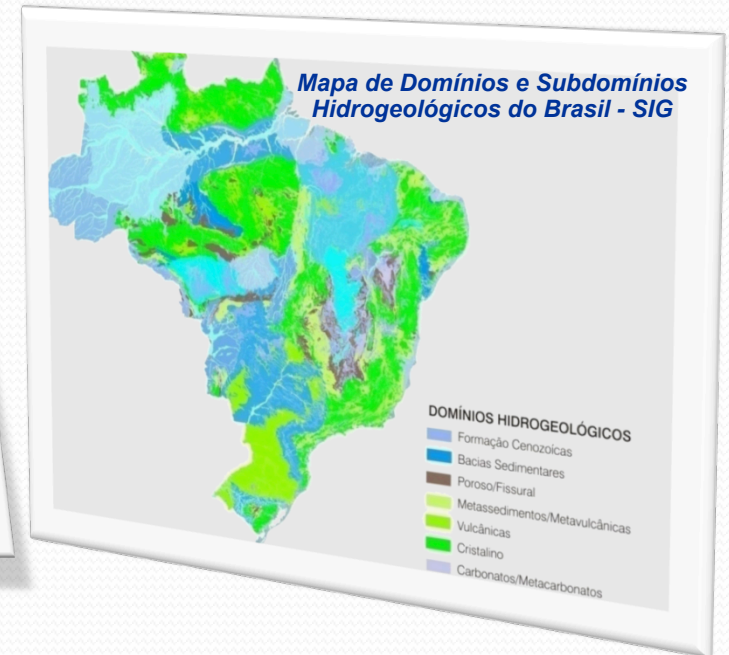 Mapa de Domínios e Subdomínios
Hidrogeológicos do Brasil - SIG
DOMÍNIOS HIDROGEOLÓGICOS
Formação Cenozoicas
Bacias Sedimentares
Poroso/Fissural
Metassedimentos/Metavulcânicas
Vulcânicas
Cristalino
Carbonatos/Metacarbonatos